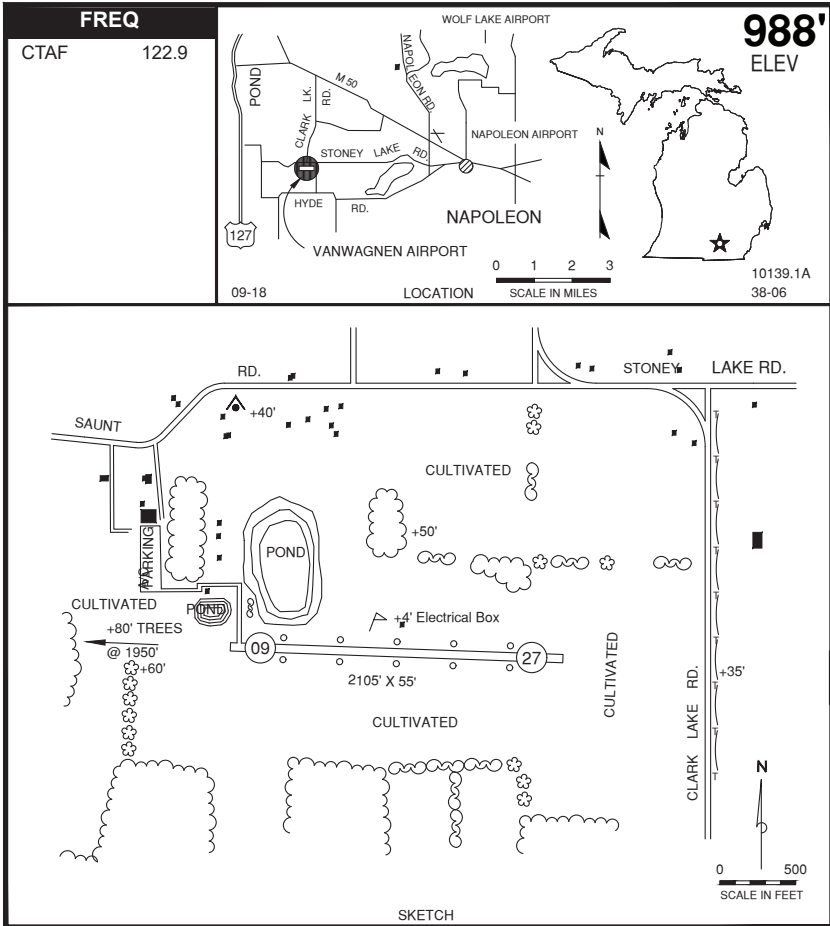 FREQ
CTAF 122.9
WOLF LAKE AIRPORT
988'
ELEV
POND
CLARK LK. RD.
M 50
NAPOLEON RD.
NAPOLEON AIRPORT
STONEY LAKE RD.
HYDE RD.
NAPOLEON
127
VANWAGNEN AIRPORT
N
0 1 2 3
SCALE IN MILES
10139.1A
09-18
LOCATION
38-06
RD.
STONEY LAKE RD.
+40'
SAUNT
CULTIVATED
+50'
POND
A/C PARKING
CULTIVATED
POND
+80' TREES
@ 1950'
+60'
+4' Electrical Box
09
27
2105' X 55'
CULTIVATED
CULTIVATED
+35'
CLARK LAKE RD.
N
0 500
SCALE IN FEET
SKETCH